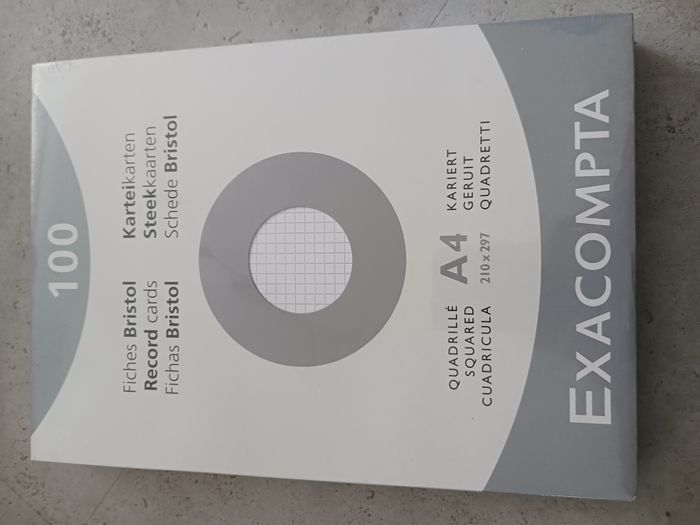 100
Fiches Bristol
Record cards
Fichas Bristol
Karteikarten
Steekkaarten
Schede Bristol
QUADRILLÉ
SQUARED
CUADRICULA
A4
210 x 297
KARIERT
GERUIT
QUADRETTI
EXACOMPTA